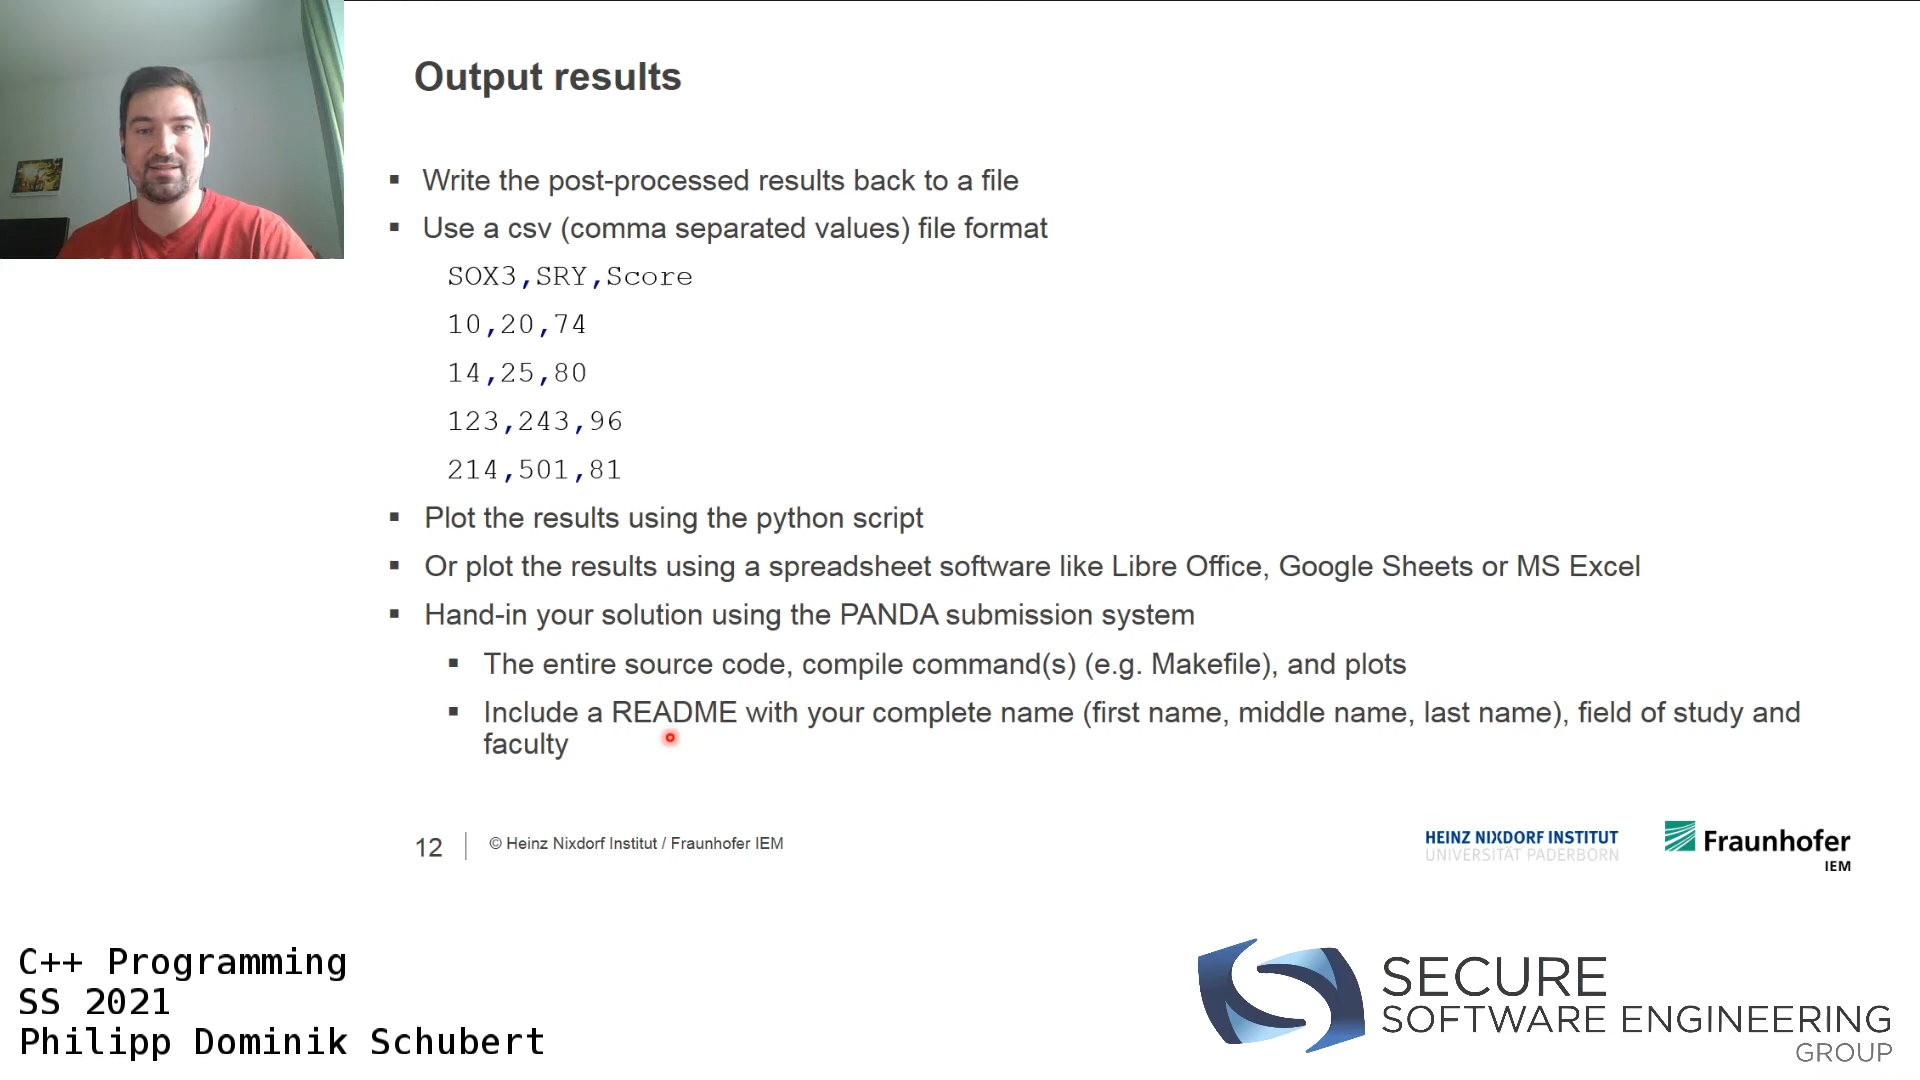 Output results
Write the post-processed results back to a file
Use a csv (comma separated values) file format
SOX3,SRY,Score
10,20,74
14,25,80
123,243,96
214,501,81
Plot the results using the python script
Or plot the results using a spreadsheet software like Libre Office, Google Sheets or MS Excel
Hand-in your solution using the PANDA submission system
The entire source code, compile command(s) (e.g. Makefile), and plots
Include a README with your complete name (first name, middle name, last name), field of study and
faculty
12
© Heinz Nixdorf Institut / Fraunhofer IEM
HEINZ NIXDORF INSTITUT
UNIVERSITÄT PADERBORN
Fraunhofer
IEM
C++ Programming
SS 2021
Philipp Dominik Schubert
SECURE
SOFTWARE ENGINEERING
GROUP